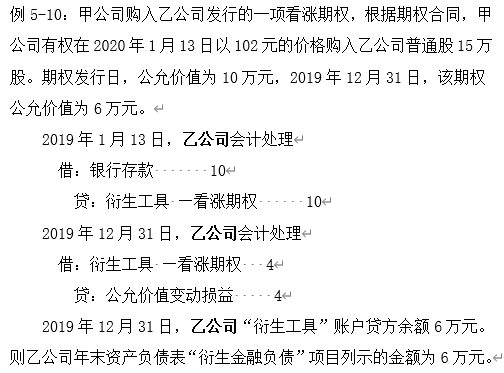 例 5-10：甲公司购入乙公司发行的一项看涨期权，根据期权合同，甲
公司有权在 2020 年 1 月 13 日以 102 元的价格购入乙公司普通股 15 万
股。期权发行日，公允价值为 10 万元，2019 年 12 月 31 日，该期权
公允价值为 6 万元。
2019 年 1 月 13 日，乙公司会计处理
借：银行存款 10
贷：衍生工具 —看涨期权 10
2019 年 12 月 31 日，乙公司会计处理
借：衍生工具 —看涨期权 4
贷：公允价值变动损益 4
2019 年 12 月 31 日，乙公司“衍生工具”账户贷方余额 6 万元。
则乙公司年末资产负债表“衍生金融负债”项目列示的金额为 6 万元。